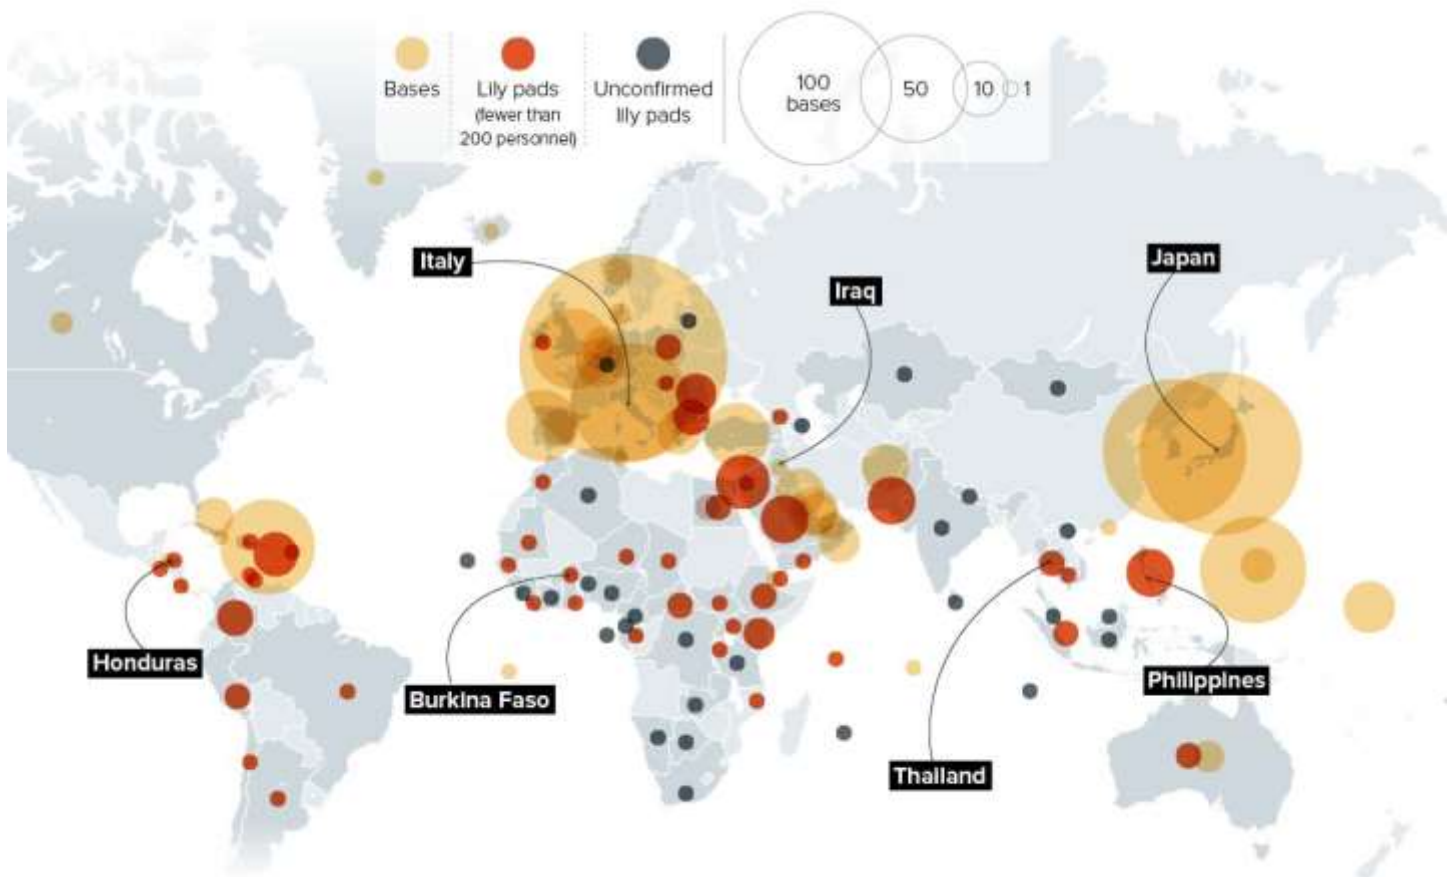 Bases
Lily pads
(fewer than
200 personnel)
Unconfirmed
lily pads
100
bases
50
10
1
Italy
Iraq
Japan
Honduras
Burkina Faso
Philippines
Thailand